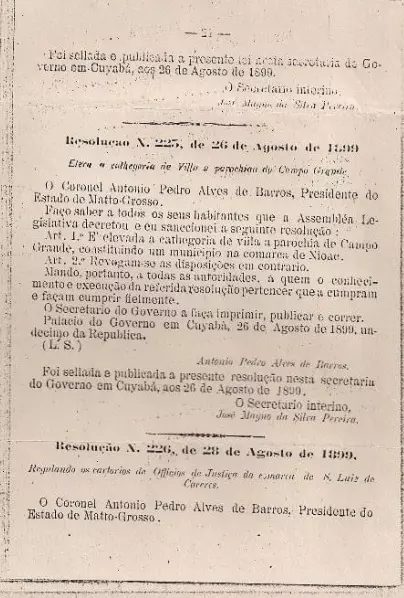 — 21 —
Foi sellada e publicada a presente lei nesta secretaria do Go-
verno em Cuyabá, aos 26 de Agosto de 1899.
O Secretario interino,
José Magno da Silva Pereira.
Resolução N. 225, de 26 de Agosto de 1899
Eleva a cathegoria de Villa a parochia de Campo Grande
O Coronel Antonio Pedro Alves de Barros, Presidente do
Estado de Matto-Grosso.
Faço saber a todos os seus habitantes que a Assembléa Le-
gislativa decretou e eu sanccionei a seguinte resolução :
Art. 1.º E' elevada a cathegoria de villa a parochia de Campo
Grande, constituindo um municipio na comarca de Nioac.
Art. 2.º Revogam-se as disposições em contrario.
Mando, portanto, a todas as autoridades, a quem o conheci-
mento e execução da referida resolução pertencer que a cumpram
e façam cumprir fielmente.
O Secretario do Governo a faça imprimir, publicar e correr.
Palacio do Governo em Cuyabá, 26 de Agosto de 1899, un-
decimo da Republica.
(L. S.)
Antonio Pedro Alves de Barros.
Foi sellada e publicada a presente resolução nesta secretaria
do Governo em Cuyabá, aos 26 de Agosto de 1899.
O Secretario interino,
José Magno da Silva Pereira.
Resolução N. 226, de 28 de Agosto de 1899.
Regulando os cartorios de Officios de Justiça da comarca de S. Luiz de
Caceres.
O Coronel Antonio Pedro Alves de Barros, Presidente do
Estado de Matto-Grosso.